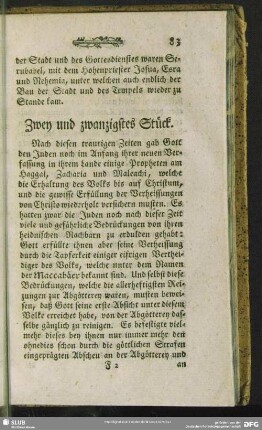 83
der Stadt und des Gottesdienstes waren Se-
rubabel, mit dem Hohenpriester Josua, Esra
und Nehemia, unter welchen auch endlich der
Bau der Stadt und des Tempels wieder zu
Stande kam.
Zwey und zwanzigstes Stück.
Nach diesen traurigen Zeiten gab Gott
den Juden noch im Anfang ihrer neuen Ver-
fassung in ihrem Lande einige Propheten am
Haggai, Zacharia und Maleachi, welche
die Erhaltung des Volks bis auf Christum,
und die gewisse Erfüllung der Verheissungen
von Christo wiederholt versichern musten. Es
hatten zwar die Juden noch nach dieser Zeit
viele und gefährliche Bedrückungen von ihren
heidnischen Nachbarn zu erdulden gehabt:
Gott erfüllte ihnen aber seine Verheissung
durch die Tapferkeit einiger eifrigen Verthei-
diger des Volks, welche unter dem Namen
der Maccabäer bekannt sind. Und selbst diese
Bedrückungen, welche die allerheftigsten Rei-
zungen zur Abgötterey waren, musten bewei-
sen, daß Gott seine erste Absicht unter diesem
Volke erreichet habe, von der Abgötterey das-
selbe gänzlich zu reinigen. Es befestigte viel-
mehr dieses bey ihnen nur immer mehr den
ohnedies schon durch die göttlichen Strafen
eingeprägten Abscheu an der Abgötterey und
F 2 an
SLUB
DFG